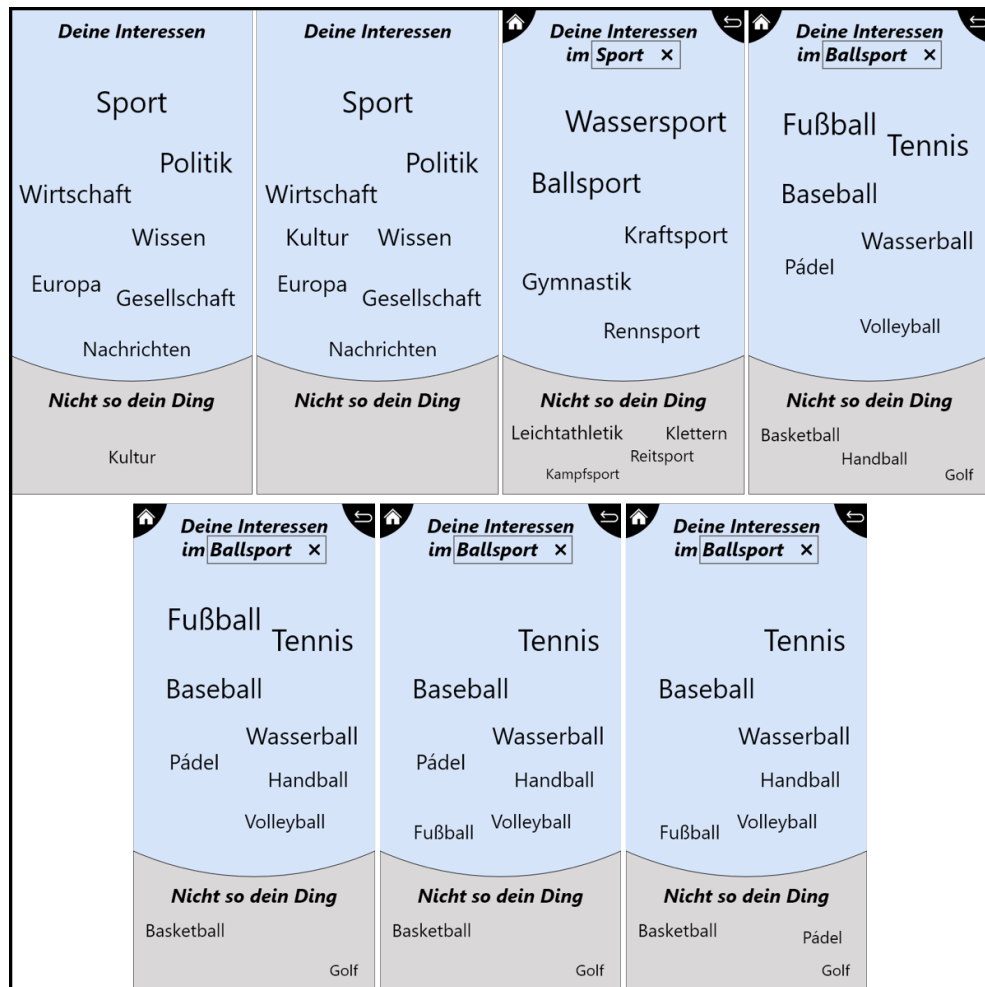 Deine Interessen
Sport
Politik
Wirtschaft
Wissen
Europa
Gesellschaft
Nachrichten
Nicht so dein Ding
Kultur
Deine Interessen
Sport
Politik
Wirtschaft
Kultur Wissen
Europa
Gesellschaft
Nachrichten
Nicht so dein Ding
Deine Interessen
im Sport ×
Wassersport
Ballsport
Kraftsport
Gymnastik
Rennsport
Nicht so dein Ding
Leichtathletik Klettern
Reitsport
Kampfsport
Deine Interessen
im Ballsport ×
Fußball
Tennis
Baseball
Wasserball
Pádel
Volleyball
Nicht so dein Ding
Basketball
Handball
Golf
Deine Interessen
im Ballsport ×
Fußball
Tennis
Baseball
Wasserball
Pádel
Handball
Volleyball
Nicht so dein Ding
Basketball
Golf
Deine Interessen
im Ballsport ×
Tennis
Baseball
Wasserball
Pádel
Handball
Fußball Volleyball
Nicht so dein Ding
Basketball
Golf
Deine Interessen
im Ballsport ×
Tennis
Baseball
Wasserball
Handball
Fußball Volleyball
Nicht so dein Ding
Basketball
Pádel
Golf